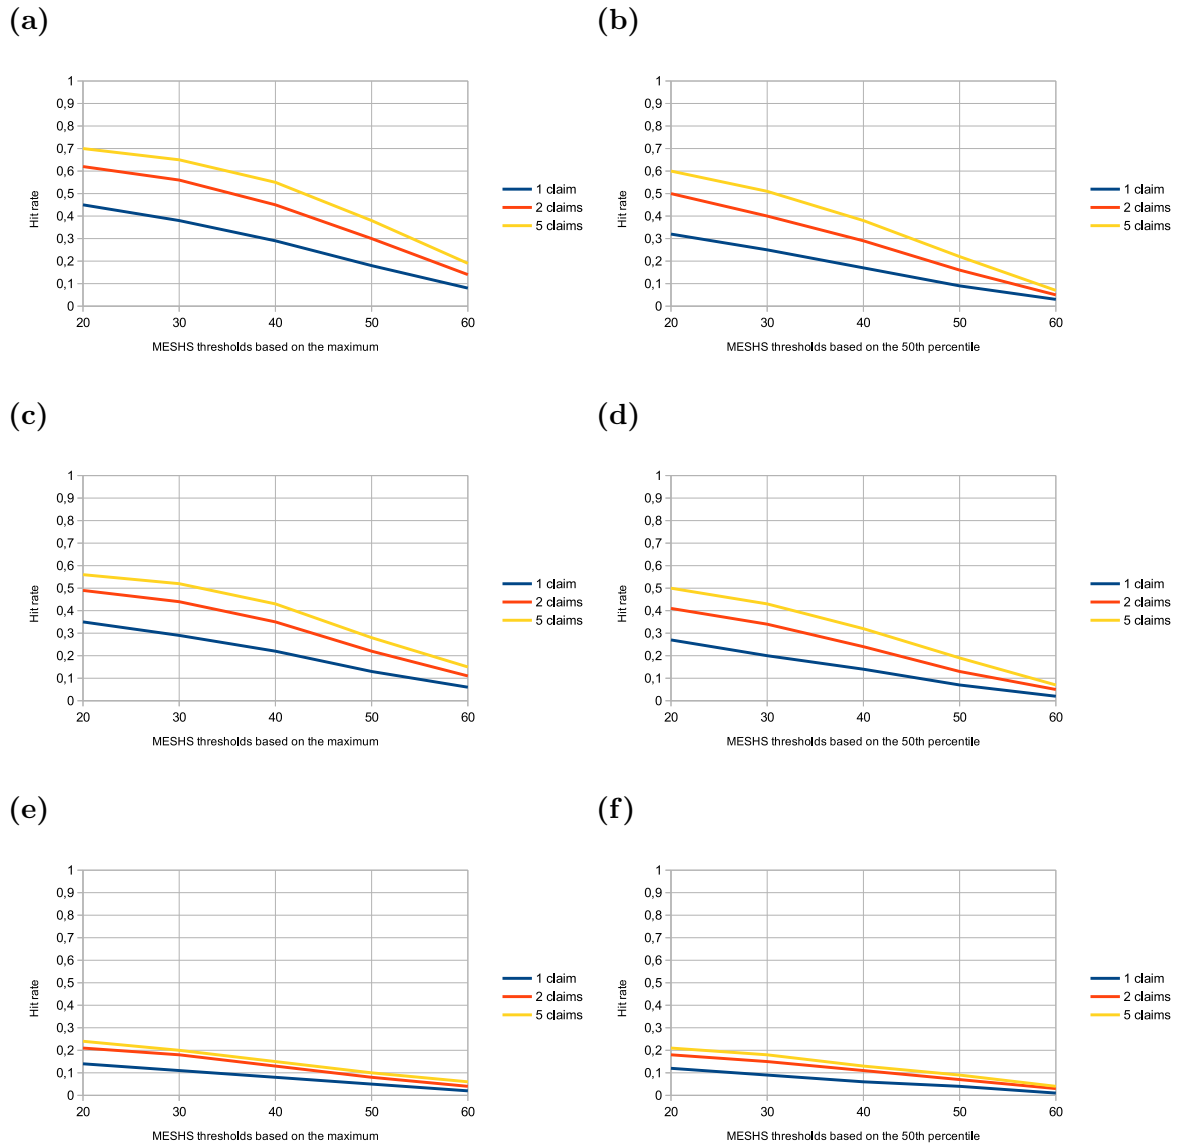 (a)
1
0,9
0,8
0,7
0,6
0,5
0,4
0,3
0,2
0,1
0
Hit rate
20 30 40 50 60
MESHS thresholds based on the maximum
1 claim
2 claims
5 claims
(b)
1
0,9
0,8
0,7
0,6
0,5
0,4
0,3
0,2
0,1
0
Hit rate
20 30 40 50 60
MESHS thresholds based on the 50th percentile
1 claim
2 claims
5 claims
(c)
1
0,9
0,8
0,7
0,6
0,5
0,4
0,3
0,2
0,1
0
Hit rate
20 30 40 50 60
MESHS thresholds based on the maximum
1 claim
2 claims
5 claims
(d)
1
0,9
0,8
0,7
0,6
0,5
0,4
0,3
0,2
0,1
0
Hit rate
20 30 40 50 60
MESHS thresholds based on the 50th percentile
1 claim
2 claims
5 claims
(e)
1
0,9
0,8
0,7
0,6
0,5
0,4
0,3
0,2
0,1
0
Hit rate
20 30 40 50 60
MESHS thresholds based on the maximum
1 claim
2 claims
5 claims
(f)
1
0,9
0,8
0,7
0,6
0,5
0,4
0,3
0,2
0,1
0
Hit rate
20 30 40 50 60
MESHS thresholds based on the 50th percentile
1 claim
2 claims
5 claims